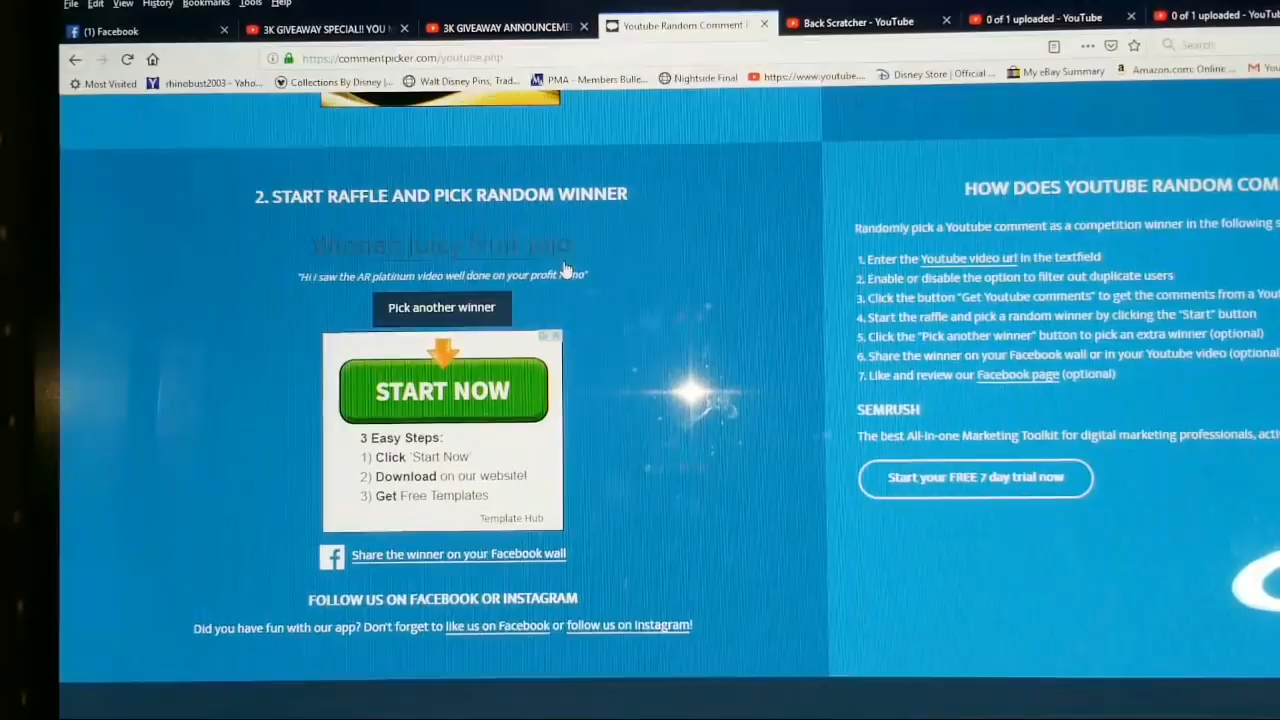 File Edit View History Bookmarks Tools Help
(1) Facebook
3K GIVEAWAY SPECIAL!! YOU
3K GIVEAWAY ANNOUNCEME
Youtube Random Comment
Back Scratcher - YouTube
0 of 1 uploaded - YouTube
0 of 1 uploaded - YouTu
https://commentpicker.com/youtube.php
Search
Most Visited
rhinobust2003 - Yaho...
Collections By Disney |...
Walt Disney Pins, Trad...
PMA - Members Bulle...
Nightside Final
https://www.youtube....
Disney Store | Official ...
My eBay Summary
Amazon.com: Online ...
You
2. START RAFFLE AND PICK RANDOM WINNER
Winner: juicy fruit jojo
"Hi I saw the AR platinum video well done on your profit
Pick another winner
START NOW
3 Easy Steps:
1) Click 'Start Now'
2) Download on our website!
3) Get Free Templates
Template Hub
Share the winner on your Facebook wall
FOLLOW US ON FACEBOOK OR INSTAGRAM
Did you have fun with our app? Don't forget to like us on Facebook or follow us on Instagram!
HOW DOES YOUTUBE RANDOM COM
Randomly pick a Youtube comment as a competition winner in the following s
1. Enter the Youtube video url in the textfield
2. Enable or disable the option to filter out duplicate users
3. Click the button "Get Youtube comments" to get the comments from a You
4. Start the raffle and pick a random winner by clicking the "Start" button
5. Click the "Pick another winner" button to pick an extra winner (optional)
6. Share the winner on your Facebook wall or in your Youtube video (optional
7. Like and review our Facebook page (optional)
SEMRUSH
The best All-in-one Marketing Toolkit for digital marketing professionals, acti
Start your FREE 7 day trial now